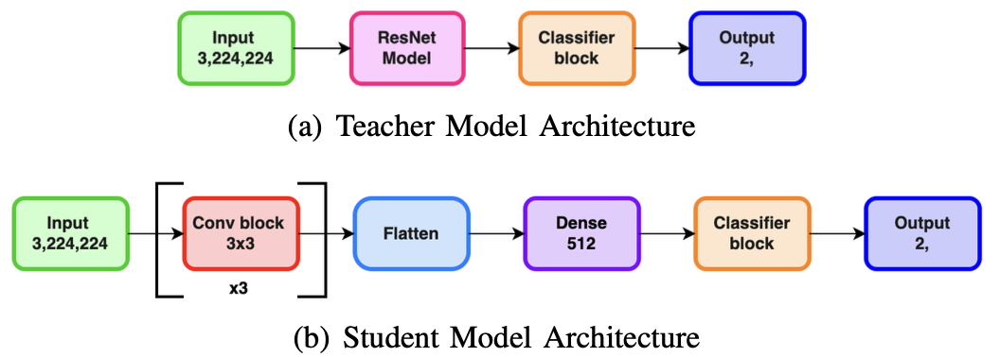 Input
3,224,224
ResNet
Model
Classifier
block
Output
2,
(a) Teacher Model Architecture
Input
3,224,224
Conv block
3x3
x3
Flatten
Dense
512
Classifier
block
Output
2,
(b) Student Model Architecture